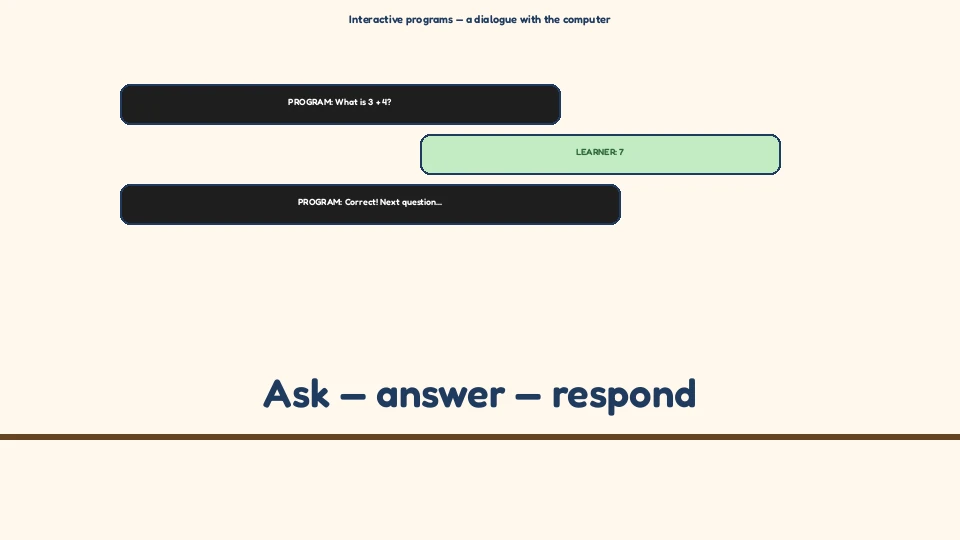 Interactive programs — a dialogue with the computer
PROGRAM: What is 3 + 4?
LEARNER: 7
PROGRAM: Correct! Next question...
Ask — answer — respond